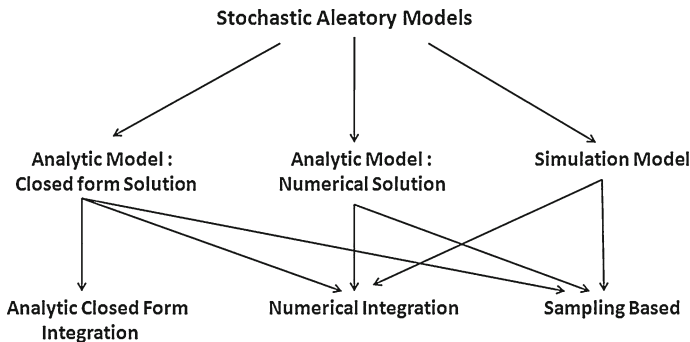 Stochastic Aleatory Models
Analytic Model :
Closed form Solution
Analytic Model :
Numerical Solution
Simulation Model
Analytic Closed Form
Integration
Numerical Integration
Sampling Based